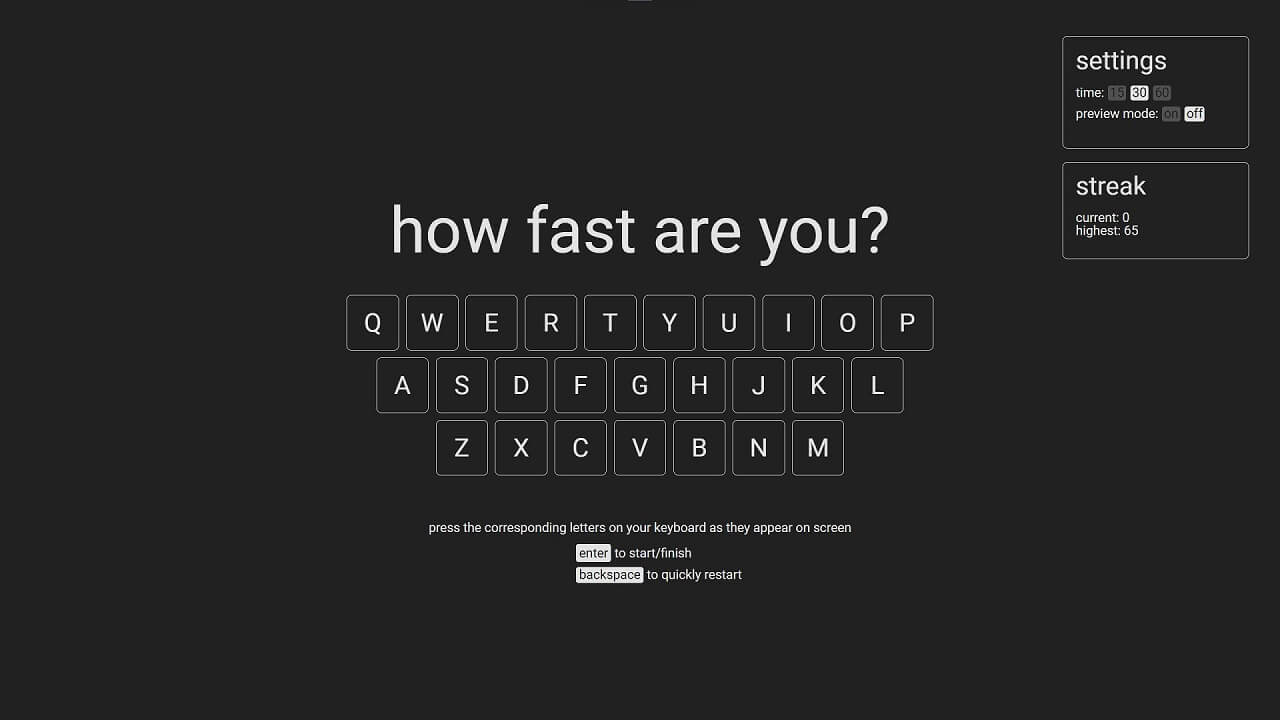 how fast are you?
Q W E R T Y U I O P
A S D F G H J K L
Z X C V B N M
press the corresponding letters on your keyboard as they appear on screen
enter to start/finish
backspace to quickly restart
settings
time: 15 30 60
preview mode: on off
streak
current: 0
highest: 65